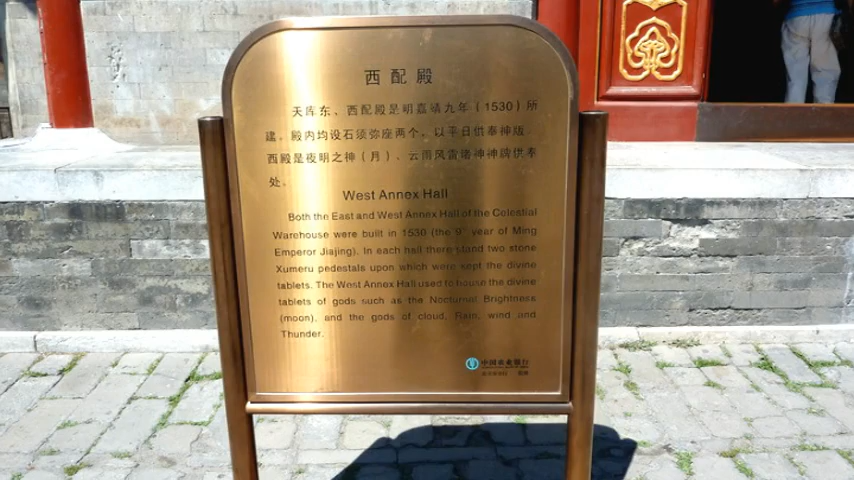 西配殿
天库东、西配殿是明嘉靖九年(1530)所
建。殿内均设石须弥座两个，以平日供奉神版。
西殿是夜明之神(月)、云雨风雷诸神神牌供奉
处。
West Annex Hall
Both the East and West Annex Hall of the Celestial
Warehouse were built in 1530 (the 9 year of Ming
Emperor Jiajing). In each hall there stand two stone
Xumeru pedestals upon which were kept the divine
tablets. The West Annex Hall used to house the divine
tablets of gods such as the Nocturnal Brightness
(moon), and the gods of cloud, Rain, wind and
Thunder.
中国农业银行